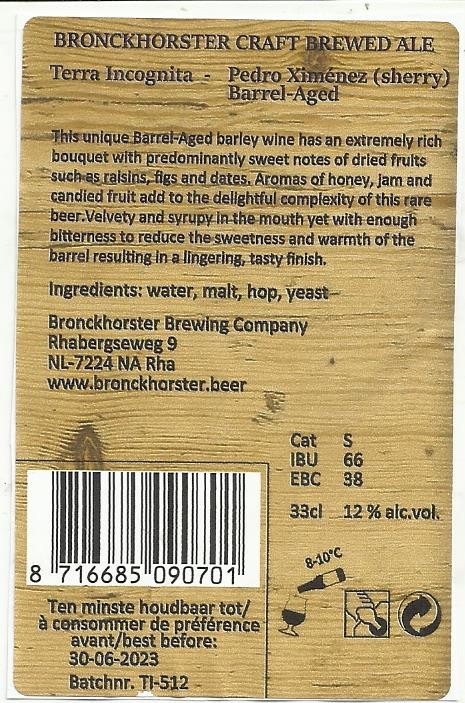 BRONCKHORSTER CRAFT BREWED ALE
Terra Incognita - Pedro Ximénez (sherry)
Barrel-Aged
This unique Barrel-Aged barley wine has an extremely rich
bouquet with predominantly sweet notes of dried fruits
such as raisins, figs and dates. Aromas of honey, jam and
candied fruit add to the delightful complexity of this rare
beer.Velvety and syrupy in the mouth yet with enough
bitterness to reduce the sweetness and warmth of the
barrel resulting in a lingering, tasty finish.
Ingredients: water, malt, hop, yeast
Bronckhorster Brewing Company
Rhabergseweg 9
NL-7224 NA Rha
www.bronckhorster.beer
Cat S
IBU 66
EBC 38
33cl 12 % alc.vol.
8-10°C
8 716685 090701
Ten minste houdbaar tot/
à consommer de préférence
avant/best before:
30-06-2023
Batchnr. TI-512